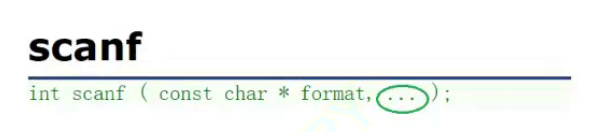 scanf
int scanf ( const char * format, ... );